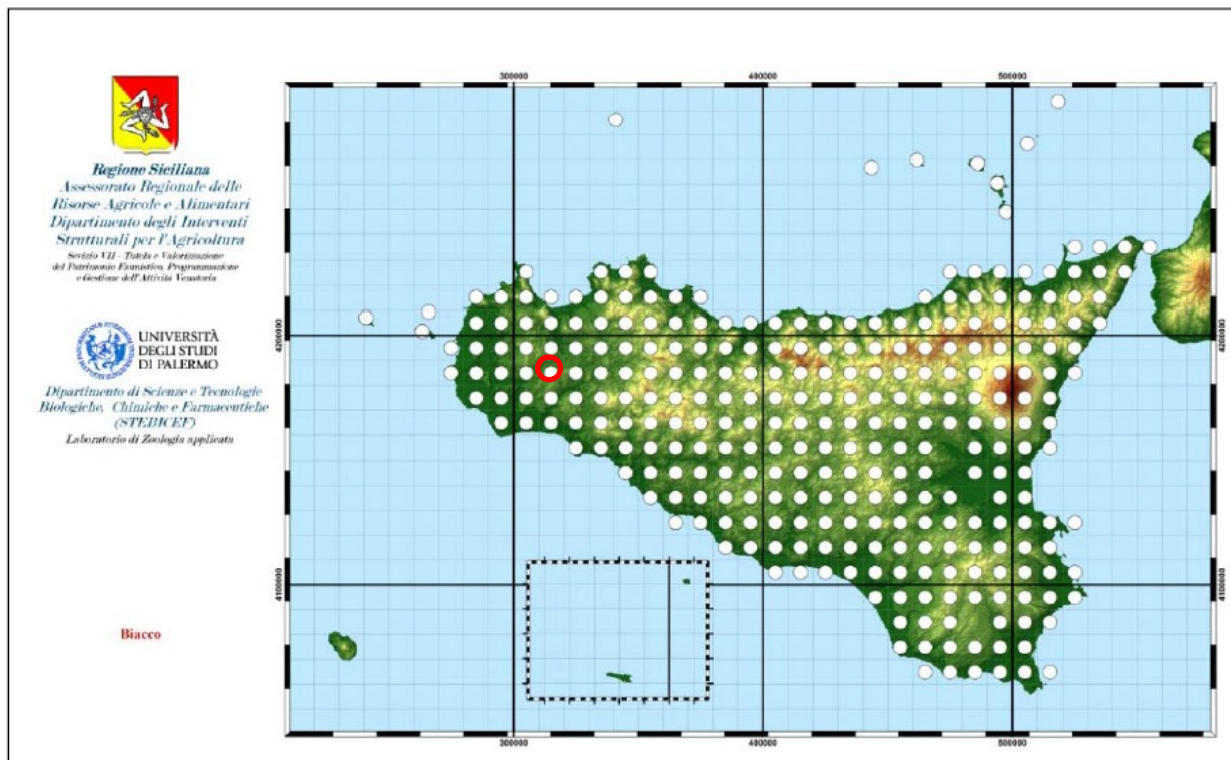 Regione Siciliana
Assessorato Regionale delle
Risorse Agricole e Alimentari
Dipartimento degli Interventi
Strutturali per l'Agricoltura
Sevizio VII - Tutela e Valorizzazione
del Patrimonio Faunistico, Programmazione
e Gestione dell'Attività Venatoria
UNIVERSITÀ
DEGLI STUDI
DI PALERMO
Dipartimento di Scienze e Tecnologie
Biologiche, Chimiche e Farmaceutiche
(STEBICEF)
Laboratorio di Zoologia applicata
Biacco
300000
400000
500000
4200000
4200000
4100000
4100000
300000
400000
500000